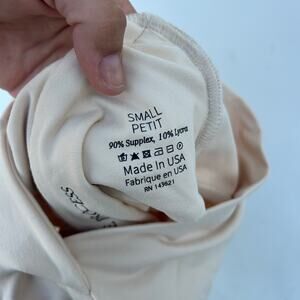 SMALL
PETIT
90% Supplex, 10% Lycra
Made in USA
Fabrique en USA
RN 143621